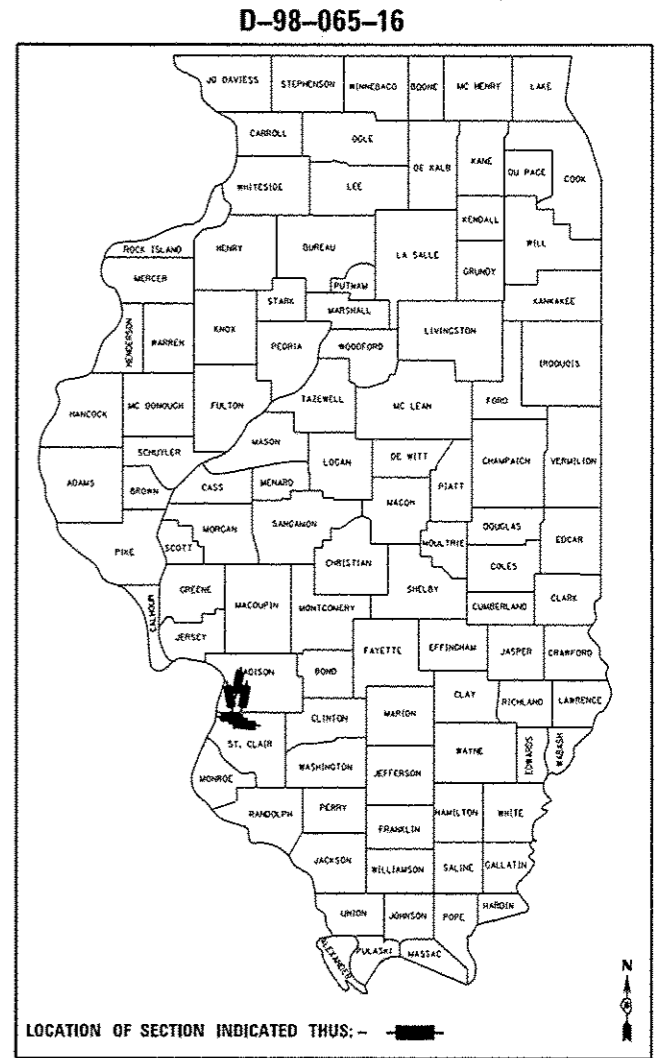 D-98-065-16
JO DAVIESS STEPHENSON WINNEBAGO BOONE MC HENRY LAKE
CARROLL OGLE DE KALB KANE DU PAGE COOK
WHITESIDE LEE KENDALL WILL
ROCK ISLAND HENRY BUREAU LA SALLE GRUNDY
MERCER PUTNAM KANKAKEE
STARK MARSHALL LIVINGSTON
HENDERSON WARREN KNOX PEORIA WOODFORD IROQUOIS
HANCOCK MC DONOUGH FULTON TAZEWELL MC LEAN FORD
SCHUYLER MASON LOGAN DE WITT CHAMPAIGN VERMILION
ADAMS BROWN CASS MENARD PIATT
MACON
PIKE SCOTT MORGAN SANGAMON CHRISTIAN MOULTRIE DOUGLAS EDGAR
COLES
CALHOUN GREENE MACOUPIN MONTGOMERY SHELBY CUMBERLAND CLARK
JERSEY FAYETTE EFFINGHAM JASPER CRAWFORD
MADISON BOND CLAY RICHLAND LAWRENCE
CLINTON MARION
ST. CLAIR WAYNE EDWARDS WABASH
MONROE WASHINGTON JEFFERSON
RANDOLPH PERRY HAMILTON WHITE
FRANKLIN
JACKSON WILLIAMSON SALINE GALLATIN
UNION JOHNSON POPE HARDIN
ALEXANDER PULASKI MASSAC
N
LOCATION OF SECTION INDICATED THUS: -